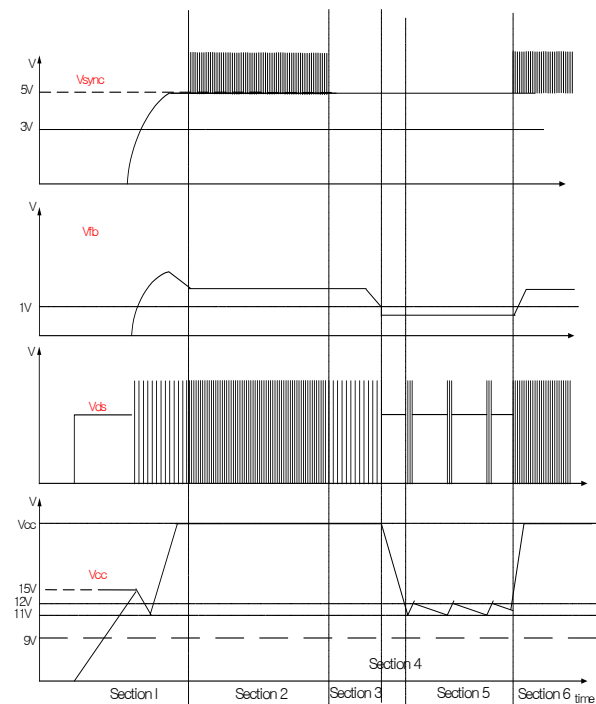 V
Vsync
5V
3V
V
Vfb
1V
V
Vds
V
Vcc
Vcc
15V
12V
11V
9V
Section 4
Section 1 Section 2 Section 3 Section 5 Section 6 time